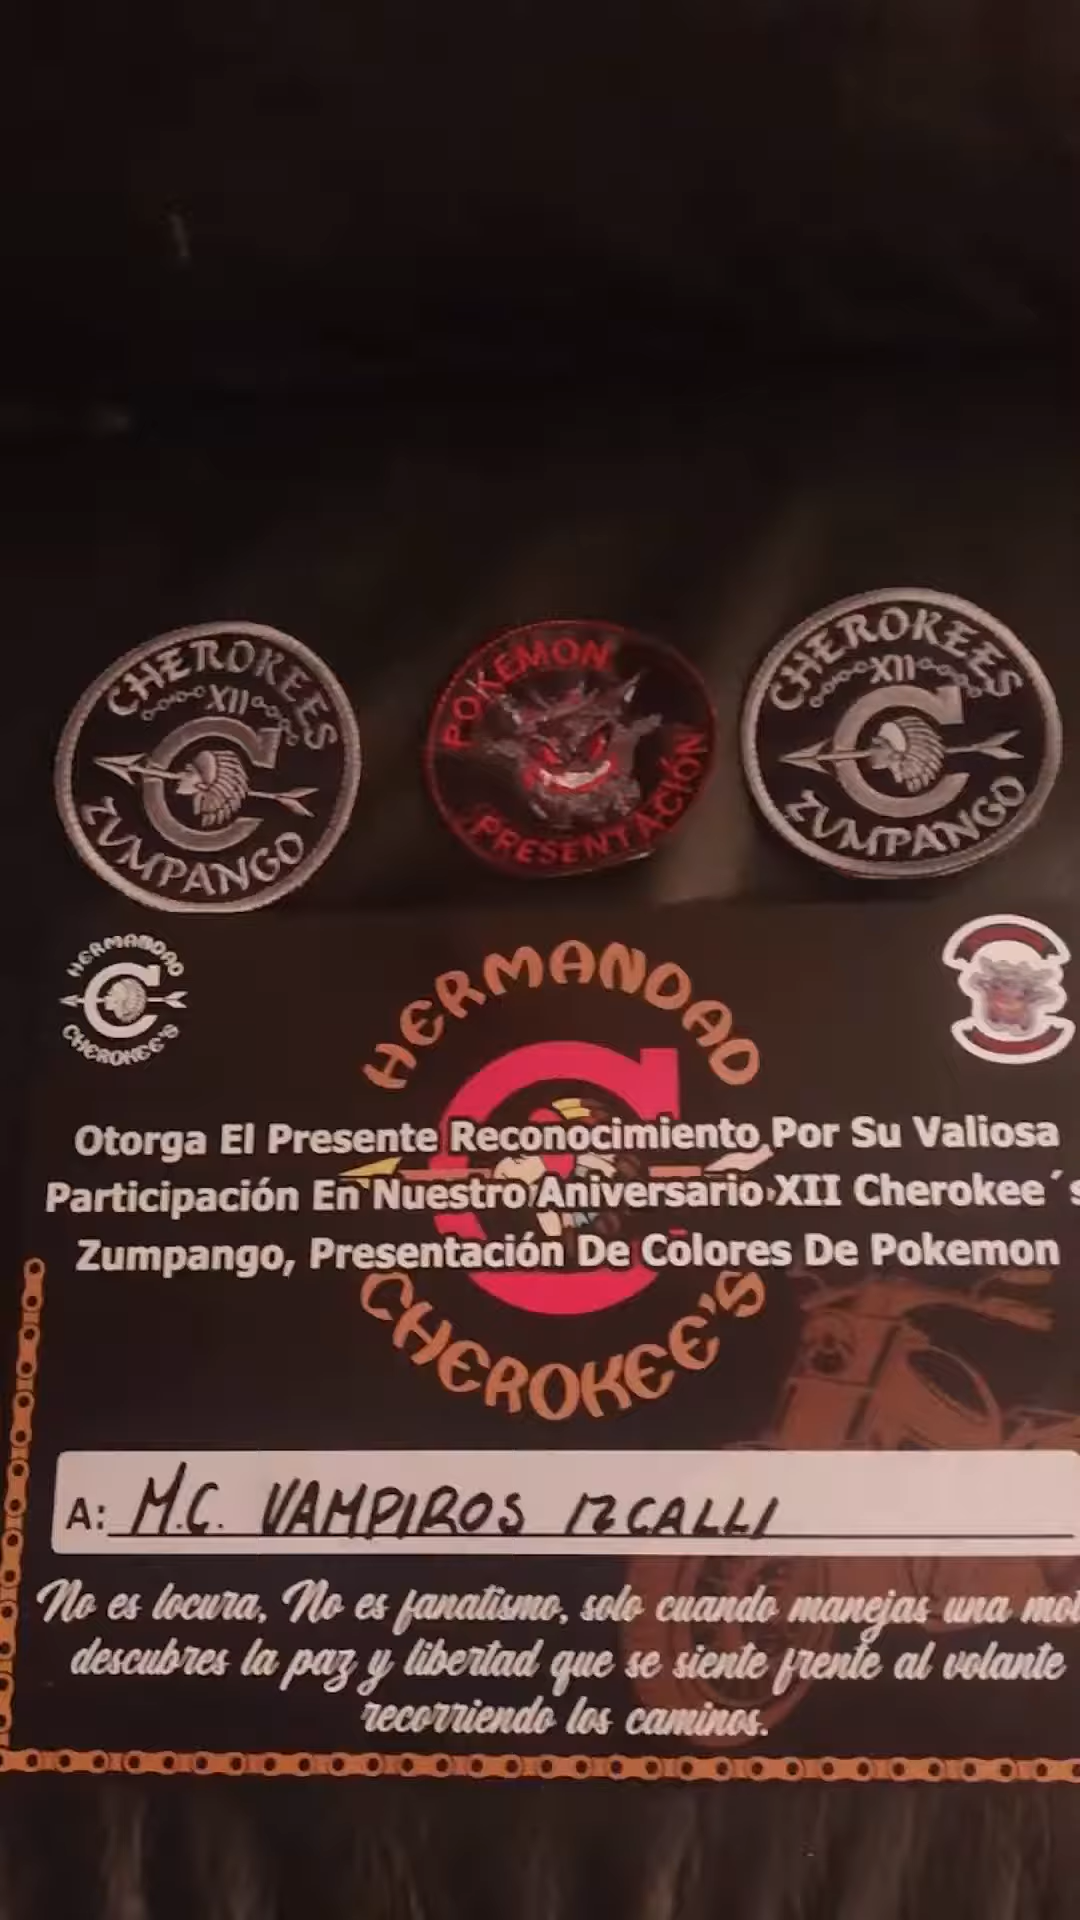 CHEROKEES
XII
ZUMPANGO
POKEMON
PRESENTACIÓN
CHEROKEES
XII
ZUMPANGO
HERMANDAD
CHEROKEE'S
HERMANDAD
Otorga El Presente Reconocimiento Por Su Valiosa
Participación En Nuestro Aniversario XII Cherokee´s
Zumpango, Presentación De Colores De Pokemon
CHEROKEE'S
A: M.C. VAMPIROS IZCALLI
No es locura, No es fanatismo, solo cuando manejas una mot
descubres la paz y libertad que se siente frente al volante
recorriendo los caminos.